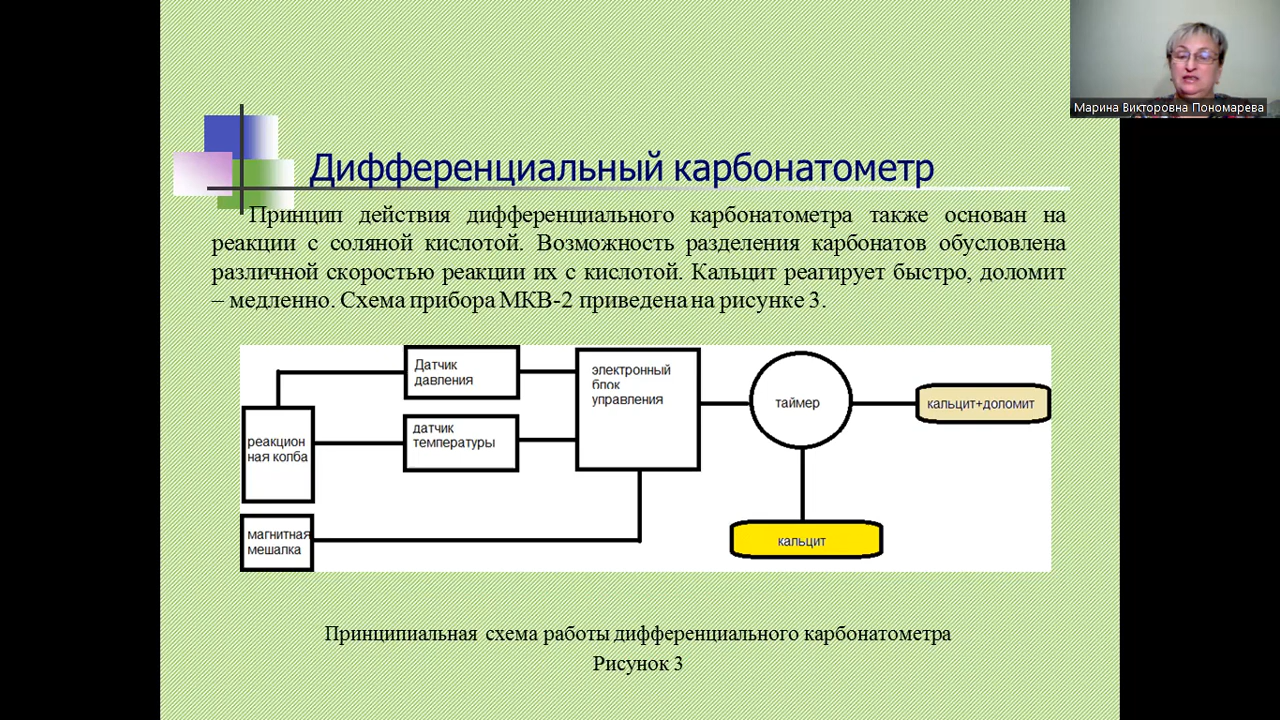 Марина Викторовна Пономарева
Дифференциальный карбонатометр
Принцип действия дифференциального карбонатометра также основан на
реакции с соляной кислотой. Возможность разделения карбонатов обусловлена
различной скоростью реакции их с кислотой. Кальцит реагирует быстро, доломит
– медленно. Схема прибора МКВ-2 приведена на рисунке 3.
Датчик
давления
датчик
температуры
электронный
блок
управления
таймер
кальцит+доломит
реакцион
ная колба
магнитная
мешалка
кальцит
Принципиальная схема работы дифференциального карбонатометра
Рисунок 3